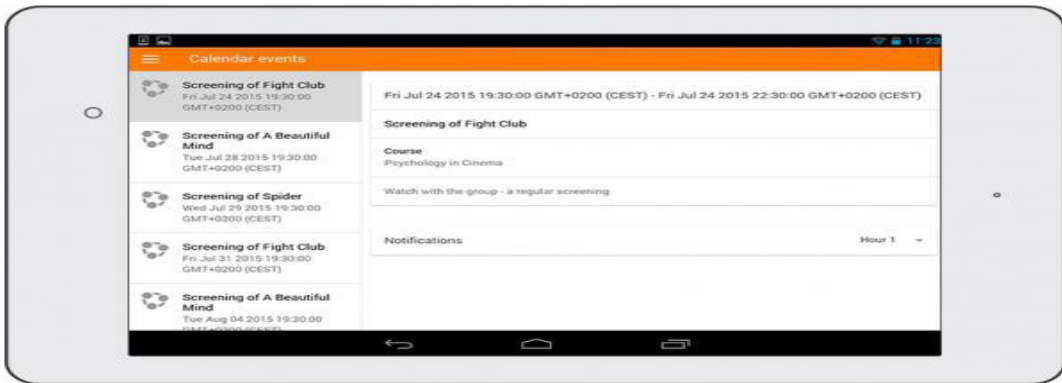 11:23
Calendar events
Screening of Fight Club
Fri Jul 24 2015 19:30:00
GMT+0200 (CEST)
Screening of A Beautiful
Mind
Tue Jul 28 2015 19:30:00
GMT+0200 (CEST)
Screening of Spider
Wed Jul 29 2015 19:30:00
GMT+0200 (CEST)
Screening of Fight Club
Fri Jul 31 2015 19:30:00
GMT+0200 (CEST)
Screening of A Beautiful
Mind
Tue Aug 04 2015 19:30:00
GMT+0200 (CEST)
Fri Jul 24 2015 19:30:00 GMT+0200 (CEST) - Fri Jul 24 2015 22:30:00 GMT+0200 (CEST)
Screening of Fight Club
Course
Psychology in Cinema
Watch with the group - a regular screening
Notifications
Hour 1